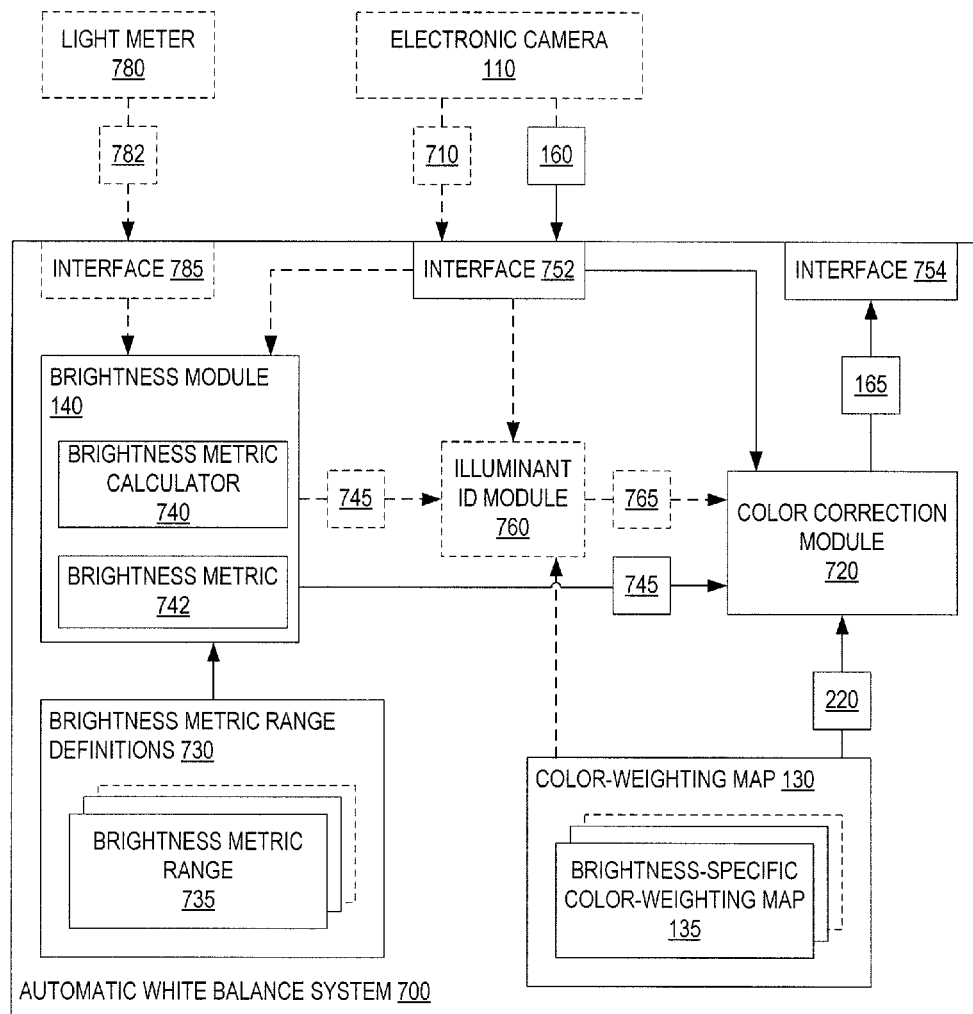 LIGHT METER
780
ELECTRONIC CAMERA
110
782
710
160
INTERFACE 785
INTERFACE 752
INTERFACE 754
BRIGHTNESS MODULE
140
BRIGHTNESS METRIC
CALCULATOR
740
BRIGHTNESS METRIC
742
745
ILLUMINANT
ID MODULE
760
765
745
165
COLOR CORRECTION
MODULE
720
220
BRIGHTNESS METRIC RANGE
DEFINITIONS 730
BRIGHTNESS METRIC
RANGE
735
COLOR-WEIGHTING MAP 130
BRIGHTNESS-SPECIFIC
COLOR-WEIGHTING MAP
135
AUTOMATIC WHITE BALANCE SYSTEM 700